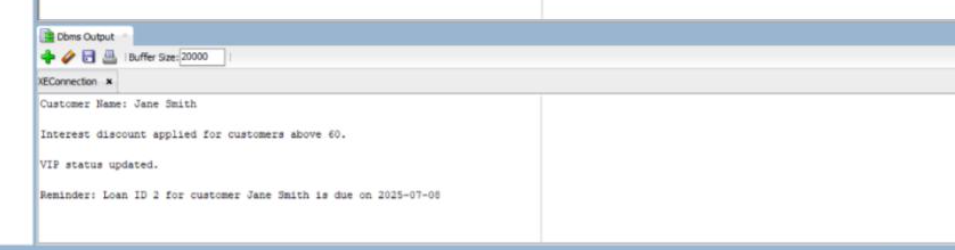 Dbms Output
Buffer Size: 20000
XEConnection
Customer Name: Jane Smith
Interest discount applied for customers above 60.
VIP status updated.
Reminder: Loan ID 2 for customer Jane Smith is due on 2025-07-08